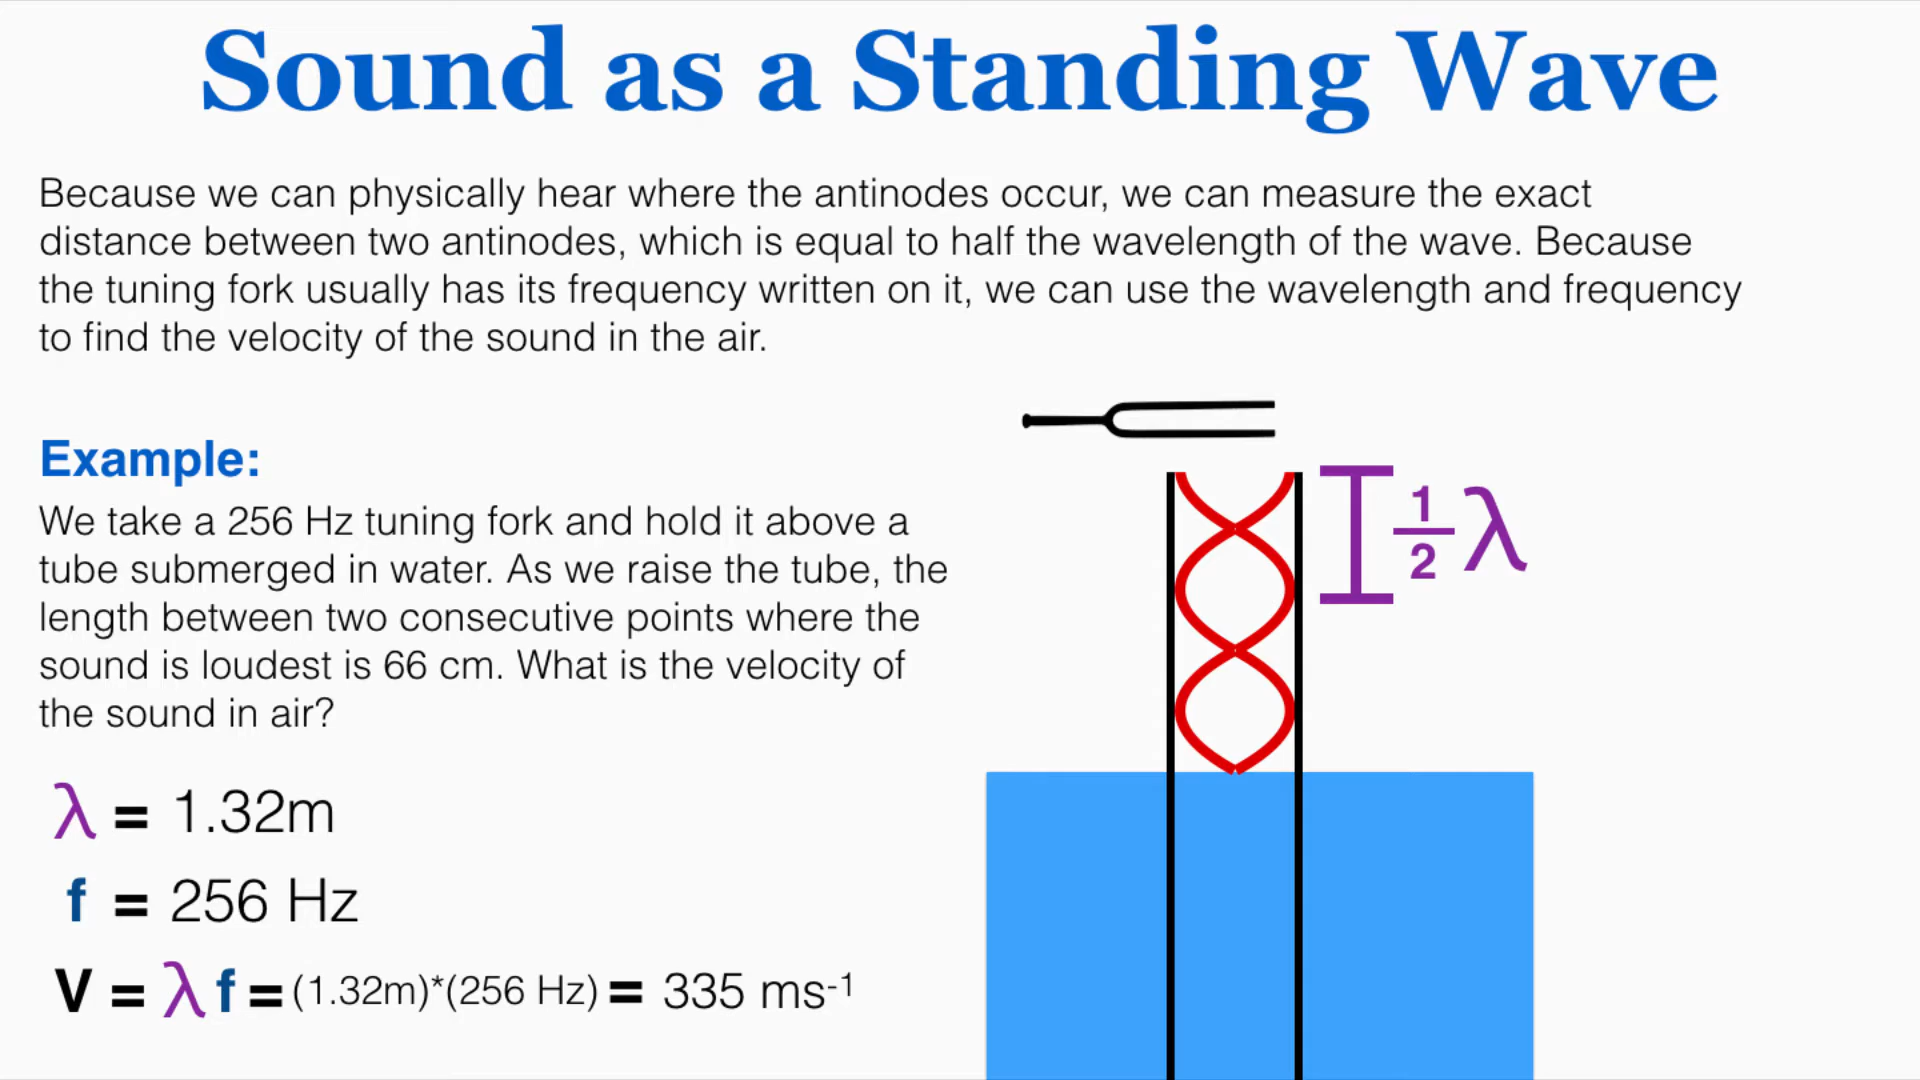 Sound as a Standing Wave
Because we can physically hear where the antinodes occur, we can measure the exact
distance between two antinodes, which is equal to half the wavelength of the wave. Because
the tuning fork usually has its frequency written on it, we can use the wavelength and frequency
to find the velocity of the sound in the air.
Example:
We take a 256 Hz tuning fork and hold it above a
tube submerged in water. As we raise the tube, the
length between two consecutive points where the
sound is loudest is 66 cm. What is the velocity of
the sound in air?
½λ
λ = 1.32m
f = 256 Hz
V = λf = (1.32m)*(256 Hz) = 335 ms⁻¹